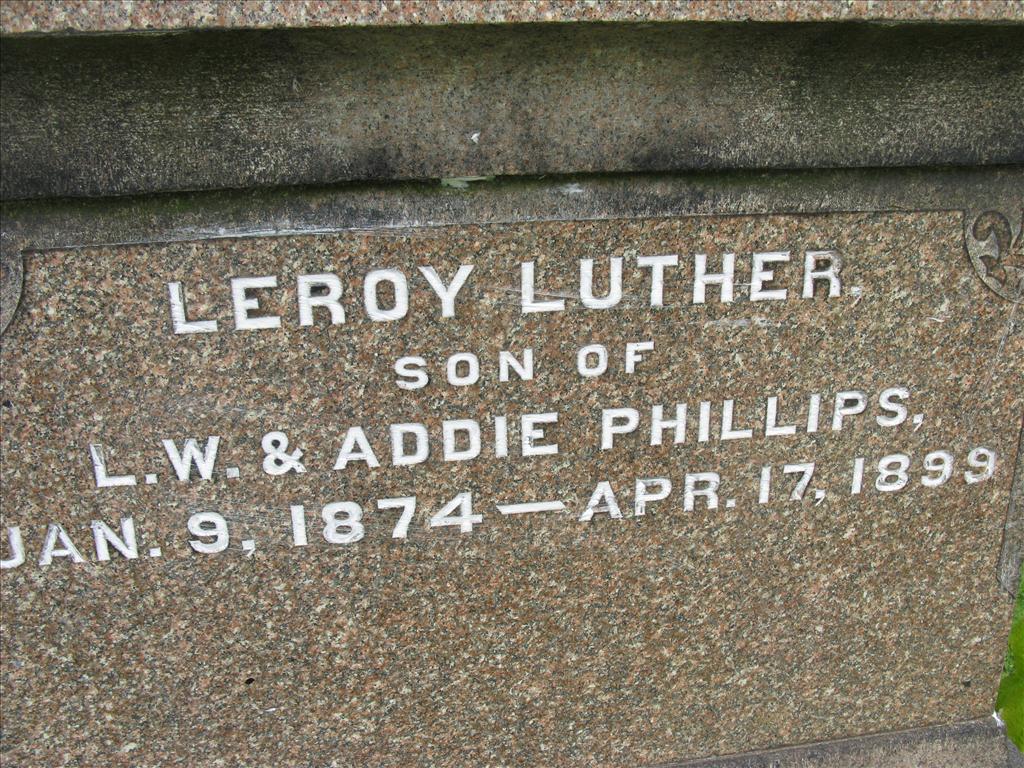 LEROY LUTHER,
SON OF
L.W. & ADDIE PHILLIPS,
JAN. 9, 1874 — APR. 17, 1899